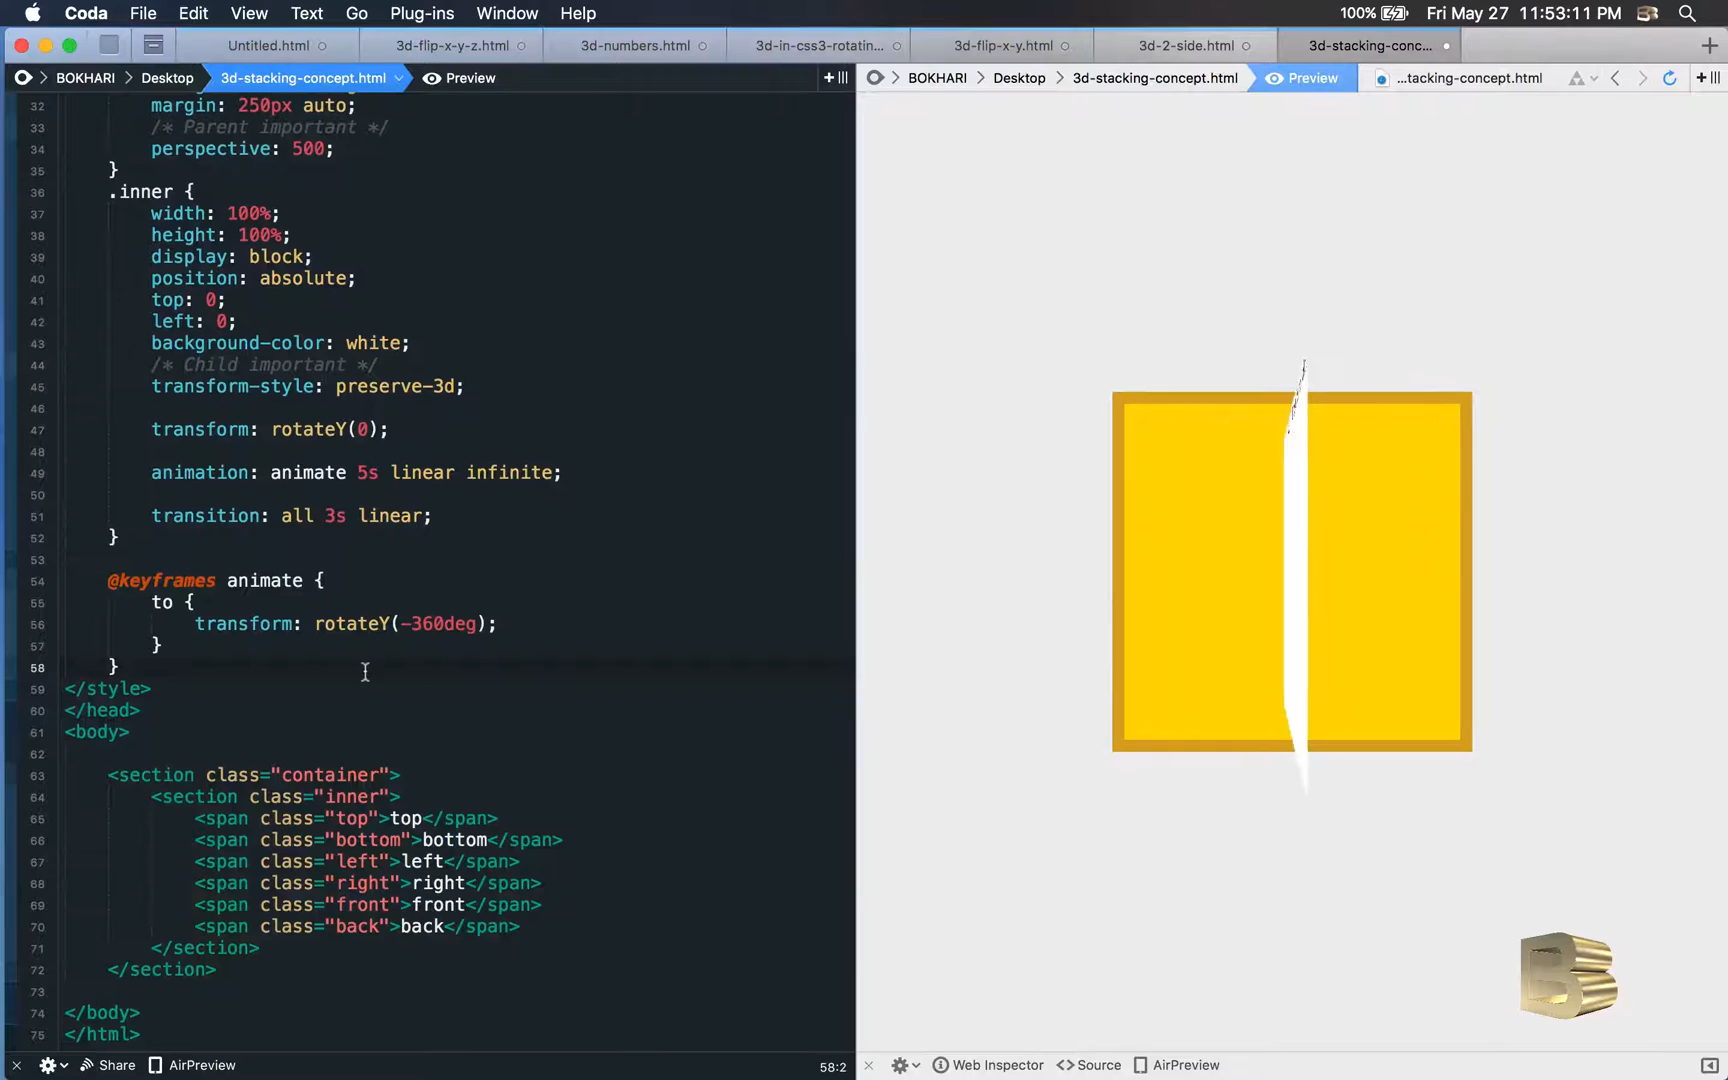 Coda File Edit View Text Go Plug-ins Window Help 100% Fri May 27 11:53:11 PM
Untitled.html 3d-flip-x-y-z.html 3d-numbers.html 3d-in-css3-rotatin... 3d-flip-x-y.html 3d-2-side.html 3d-stacking-conc...
BOKHARI Desktop 3d-stacking-concept.html Preview
BOKHARI Desktop 3d-stacking-concept.html Preview ...tacking-concept.html
32 margin: 250px auto;
33 /* Parent important */
34 perspective: 500;
35 }
36 .inner {
37 width: 100%;
38 height: 100%;
39 display: block;
40 position: absolute;
41 top: 0;
42 left: 0;
43 background-color: white;
44 /* Child important */
45 transform-style: preserve-3d;
46
47 transform: rotateY(0);
48
49 animation: animate 5s linear infinite;
50
51 transition: all 3s linear;
52 }
53
54 @keyframes animate {
55 to {
56 transform: rotateY(-360deg);
57 }
58 }
59 </style>
60 </head>
61 <body>
62
63 <section class="container">
64 <section class="inner">
65 <span class="top">top</span>
66 <span class="bottom">bottom</span>
67 <span class="left">left</span>
68 <span class="right">right</span>
69 <span class="front">front</span>
70 <span class="back">back</span>
71 </section>
72 </section>
73
74 </body>
75 </html>
B
Share AirPreview 58:2
Web Inspector Source AirPreview